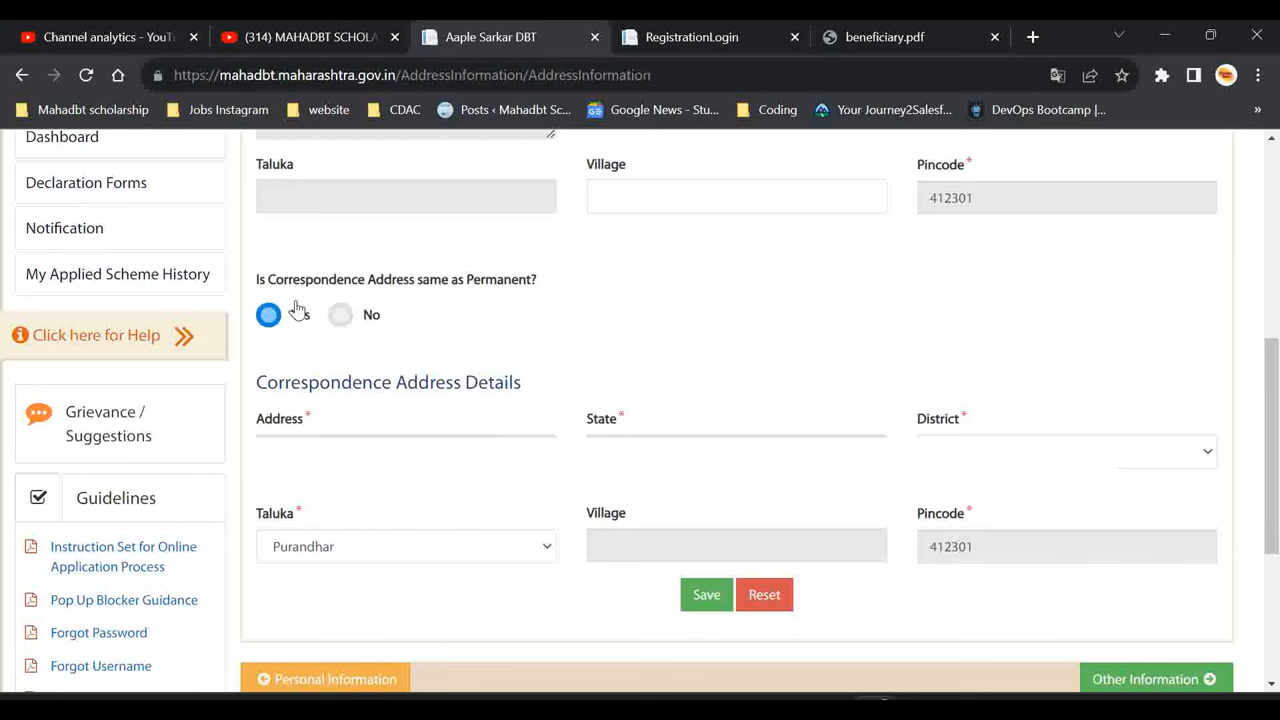 Channel analytics - YouT
(314) MAHADBT SCHOL
Aaple Sarkar DBT
RegistrationLogin
beneficiary.pdf
https://mahadbt.maharashtra.gov.in/AddressInformation/AddressInformation
Mahadbt scholarship
Jobs Instagram
website
CDAC
Posts ‹ Mahadbt Sc...
Google News - Stu...
Coding
Your Journey2Salesf...
DevOps Bootcamp |...
»
Dashboard
Declaration Forms
Notification
My Applied Scheme History
Click here for Help
Grievance /
Suggestions
Guidelines
Instruction Set for Online
Application Process
Pop Up Blocker Guidance
Forgot Password
Forgot Username
Taluka
Village
Pincode *
412301
Is Correspondence Address same as Permanent?
No
Correspondence Address Details
Address *
State *
District *
Taluka *
Village
Pincode *
Purandhar
412301
Save
Reset
Personal Information
Other Information